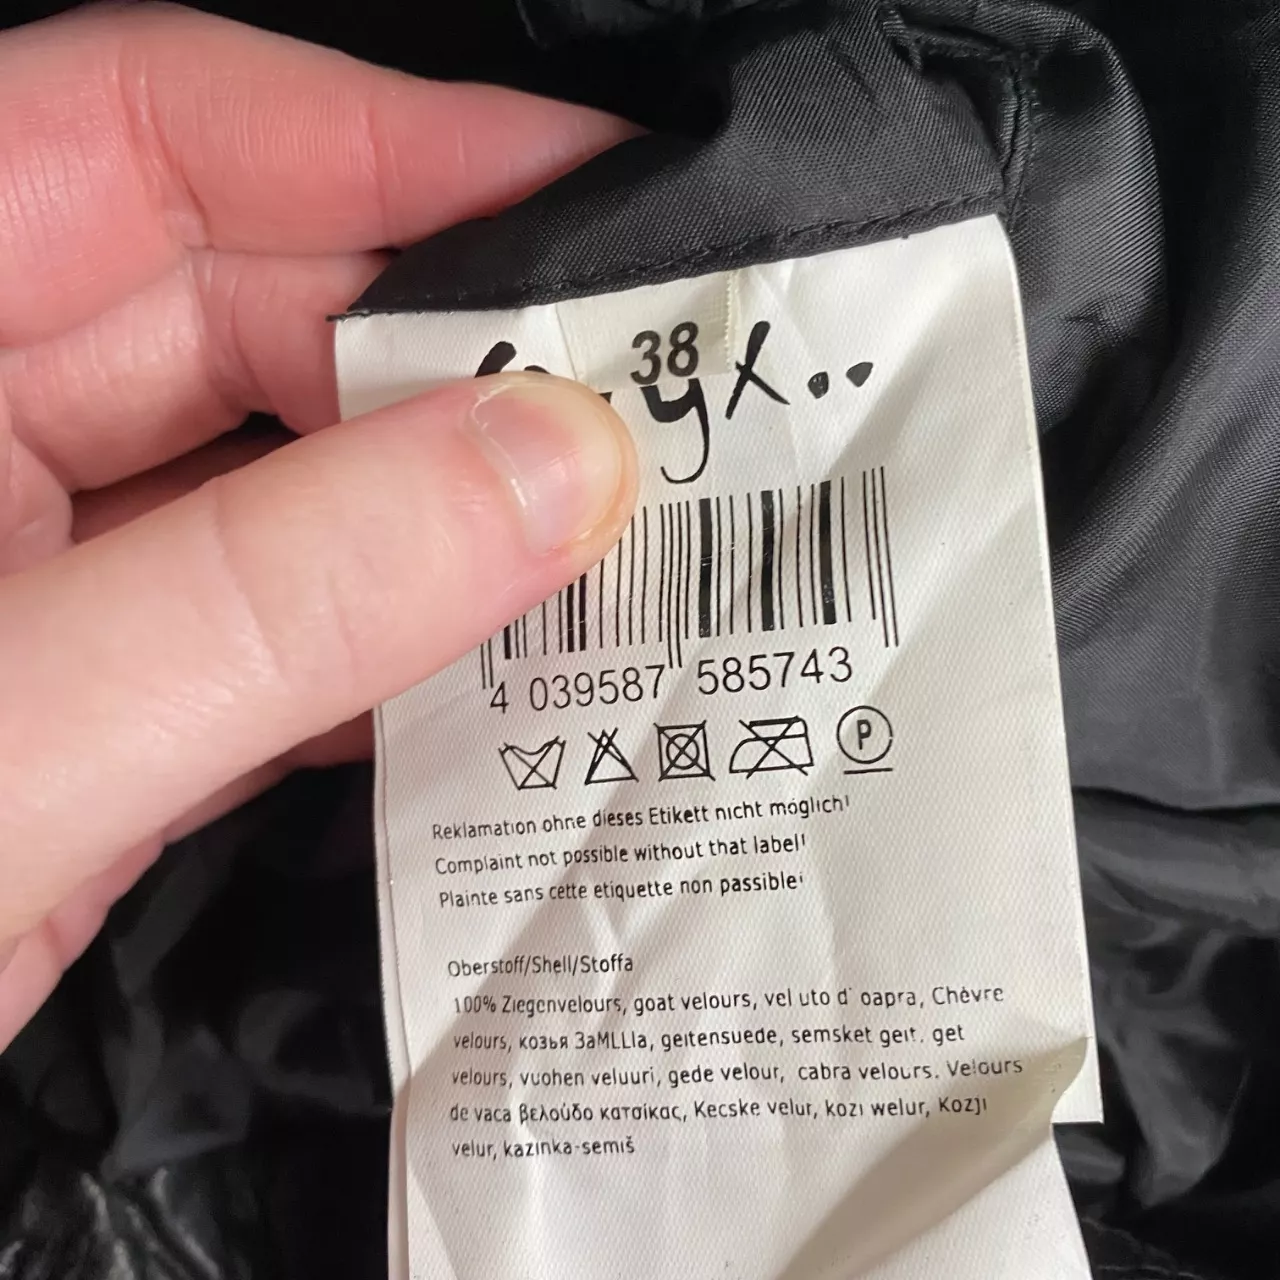 38
4 039587 585743
P
Reklamation ohne dieses Etikett nicht möglich!
Complaint not possible without that label!
Plainte sans cette etiquette non passible!
Oberstoff/Shell/Stoffa
100% Ziegenvelours, goat velours, vel uto d' oapra, Chèvre
velours, козья ЗаMLLIa, geitensuede, semsket geit, get
velours, vuohen veluuri, gede velour, cabra velours. Velours
de vaca βελούδο κατσίκας, Kecske velur, kozi welur, Kozji
velur, kazinka-semiš